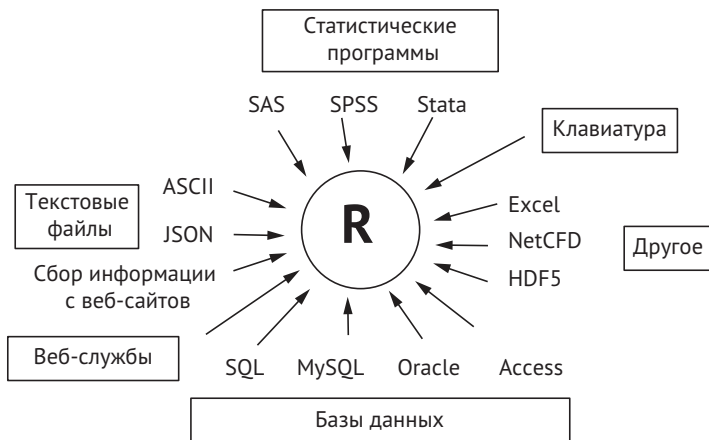 Статистические
программы
SAS
SPSS
Stata
Клавиатура
Текстовые
файлы
ASCII
JSON
Сбор информации
с веб-сайтов
R
Excel
NetCFD
HDF5
Другое
Веб-службы
SQL
MySQL
Oracle
Access
Базы данных